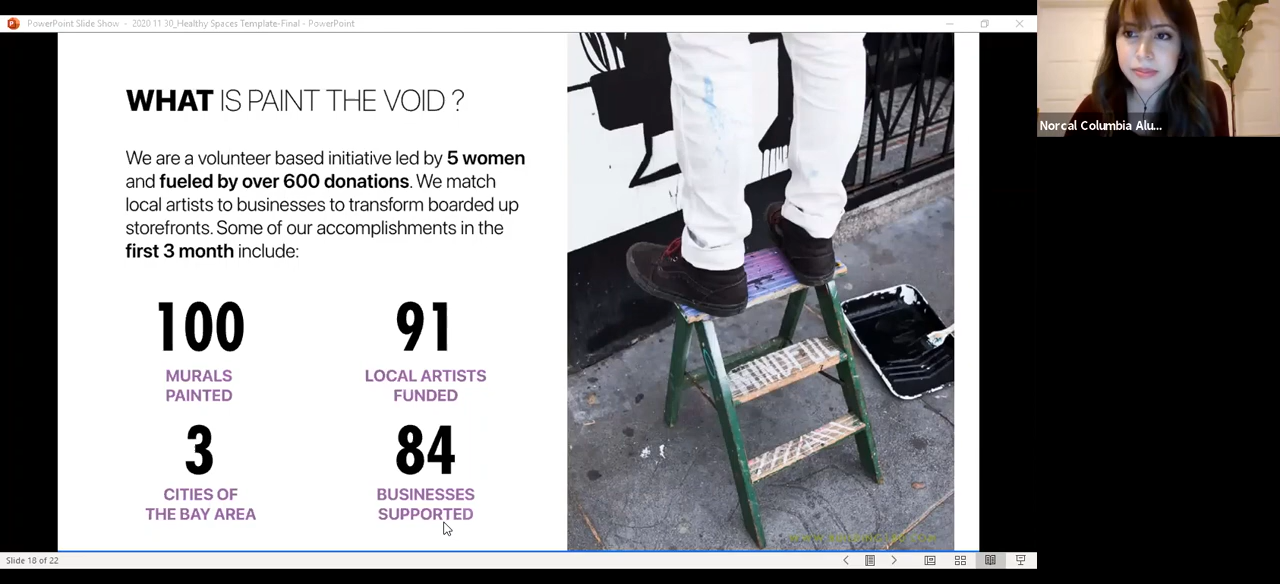 PowerPoint Slide Show - 2020 11 30_Healthy Spaces Template-Final - PowerPoint
Norcal Columbia Alu...
WHAT IS PAINT THE VOID ?
We are a volunteer based initiative led by 5 women
and fueled by over 600 donations. We match
local artists to businesses to transform boarded up
storefronts. Some of our accomplishments in the
first 3 month include:
100
MURALS
PAINTED
91
LOCAL ARTISTS
FUNDED
3
CITIES OF
THE BAY AREA
84
BUSINESSES
SUPPORTED
Slide 18 of 22